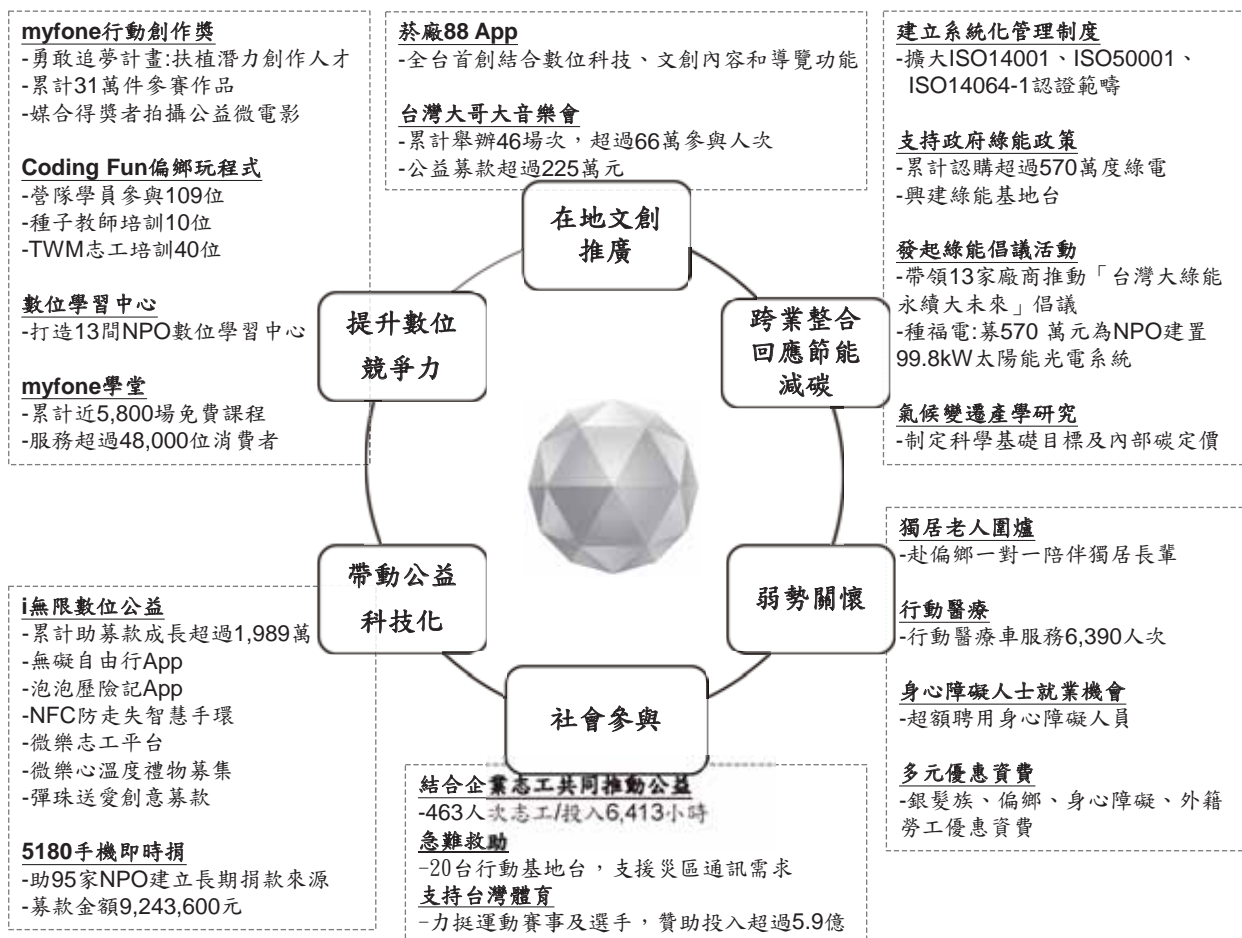 myfone行動創作獎
-勇敢追夢計畫:扶植潛力創作人才
-累計31萬件參賽作品
-媒合得獎者拍攝公益微電影
Coding Fun偏鄉玩程式
-營隊學員參與109位
-種子教師培訓10位
-TWM志工培訓40位
數位學習中心
-打造13間NPO數位學習中心
myfone學堂
-累計近5,800場免費課程
-服務超過48,000位消費者
菸廠88 App
-全台首創結合數位科技、文創內容和導覽功能
台灣大哥大音樂會
-累計舉辦46場次，超過66萬參與人次
-公益募款超過225萬元
建立系統化管理制度
-擴大ISO14001、ISO50001、
ISO14064-1認證範疇
支持政府綠能政策
-累計認購超過570萬度綠電
-興建綠能基地台
發起綠能倡議活動
-帶領13家廠商推動「台灣大綠能
永續大未來」倡議
-種福電:募570 萬元為NPO建置
99.8kW太陽能光電系統
氣候變遷產學研究
-制定科學基礎目標及內部碳定價
在地文創
推廣
提升數位
競爭力
跨業整合
回應節能
減碳
帶動公益
科技化
弱勢關懷
社會參與
i無限數位公益
-累計助募款成長超過1,989萬
-無礙自由行App
-泡泡歷險記App
-NFC防走失智慧手環
-微樂志工平台
-微樂心溫度禮物募集
-彈珠送愛創意募款
5180手機即時捐
-助95家NPO建立長期捐款來源
-募款金額9,243,600元
結合企業志工共同推動公益
-463人次志工/投入6,413小時
急難救助
-20台行動基地台，支援災區通訊需求
支持台灣體育
-力挺運動賽事及選手，贊助投入超過5.9億
獨居老人圍爐
-赴偏鄉一對一陪伴獨居長輩
行動醫療
-行動醫療車服務6,390人次
身心障礙人士就業機會
-超額聘用身心障礙人員
多元優惠資費
-銀髮族、偏鄉、身心障礙、外籍
勞工優惠資費